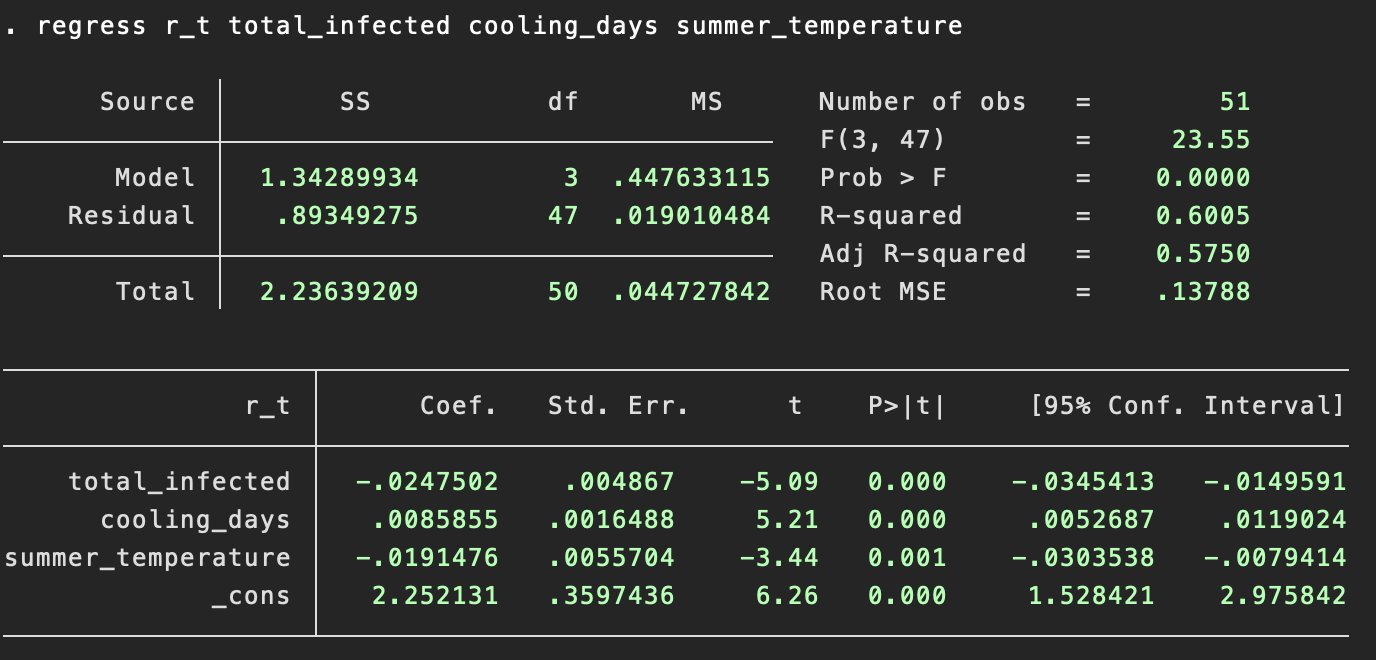 . regress r_t total_infected cooling_days summer_temperature
Source SS df MS Number of obs = 51
F(3, 47) = 23.55
Model 1.34289934 3 .447633115 Prob > F = 0.0000
Residual .89349275 47 .019010484 R-squared = 0.6005
Adj R-squared = 0.5750
Total 2.23639209 50 .044727842 Root MSE = .13788
r_t Coef. Std. Err. t P>|t| [95% Conf. Interval]
total_infected -.0247502 .004867 -5.09 0.000 -.0345413 -.0149591
cooling_days .0085855 .0016488 5.21 0.000 .0052687 .0119024
summer_temperature -.0191476 .0055704 -3.44 0.001 -.0303538 -.0079414
_cons 2.252131 .3597436 6.26 0.000 1.528421 2.975842